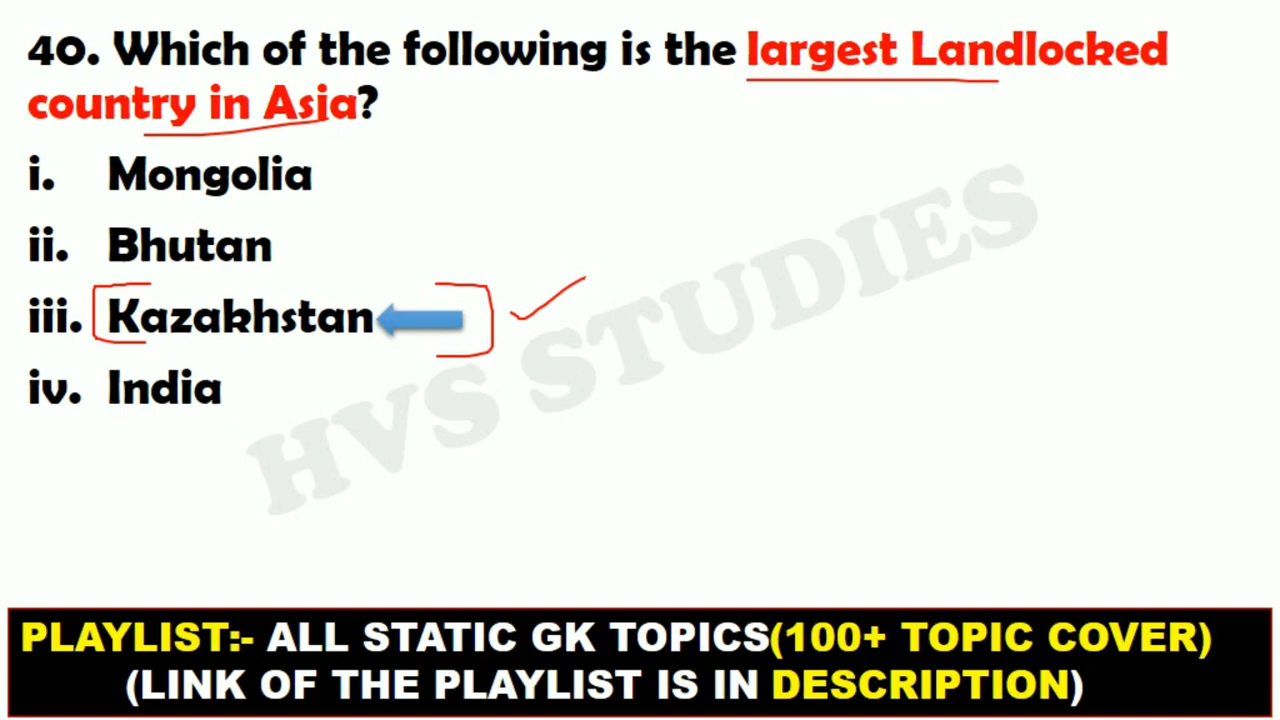 40. Which of the following is the largest Landlocked
country in Asia?
i. Mongolia
ii. Bhutan
iii. Kazakhstan
iv. India
HVS STUDIES
PLAYLIST:- ALL STATIC GK TOPICS(100+ TOPIC COVER)
(LINK OF THE PLAYLIST IS IN DESCRIPTION)